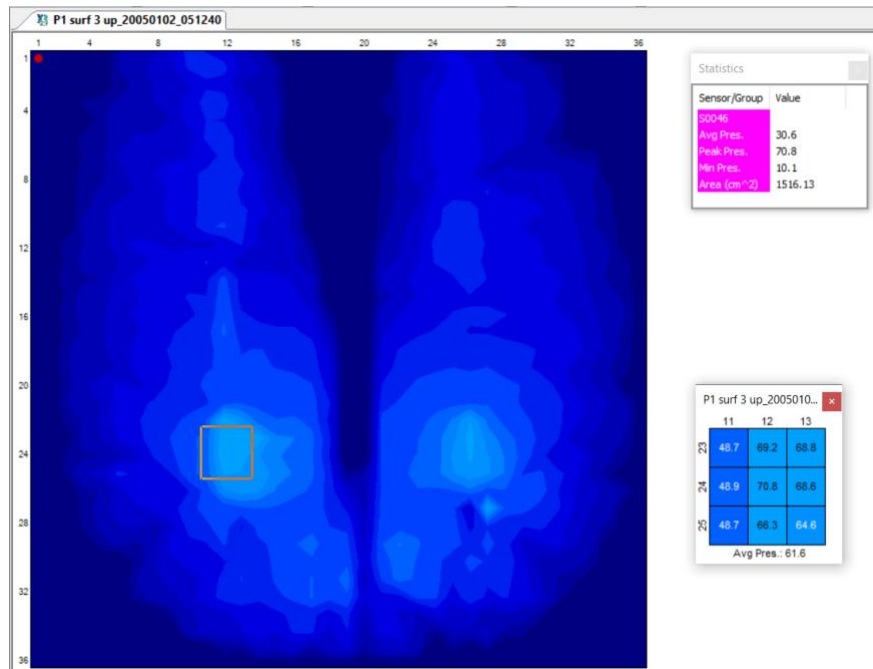 P1 surf 3 up_20050102_051240
1 4 8 12 16 20 24 28 32 36
1
4
8
12
16
20
24
28
32
36
Statistics
Sensor/Group Value
S0046
Avg Pres. 30.6
Peak Pres. 70.8
Min Pres. 10.1
Area (cm^2) 1516.13
P1 surf 3 up_2005010...
11 12 13
23 48.7 69.2 68.8
24 48.9 70.8 68.6
25 48.7 66.3 64.6
Avg Pres.: 61.6